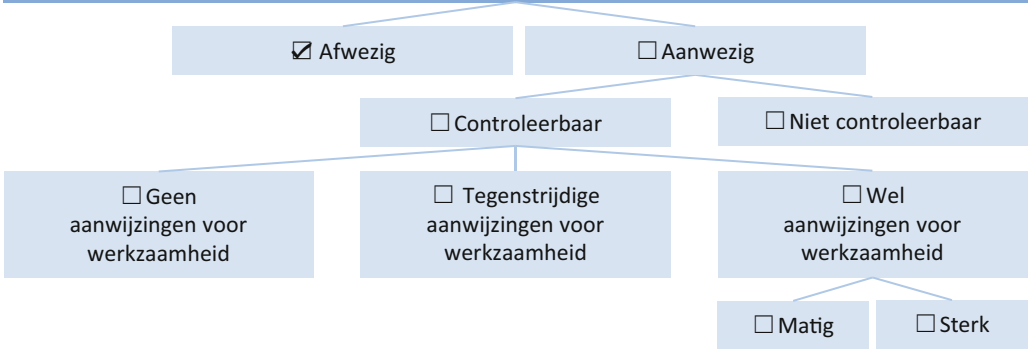 ☑ Afwezig
☐ Aanwezig
☐ Controleerbaar
☐ Niet controleerbaar
☐ Geen
aanwijzingen voor
werkzaamheid
☐ Tegenstrijdige
aanwijzingen voor
werkzaamheid
☐ Wel
aanwijzingen voor
werkzaamheid
☐ Matig
☐ Sterk